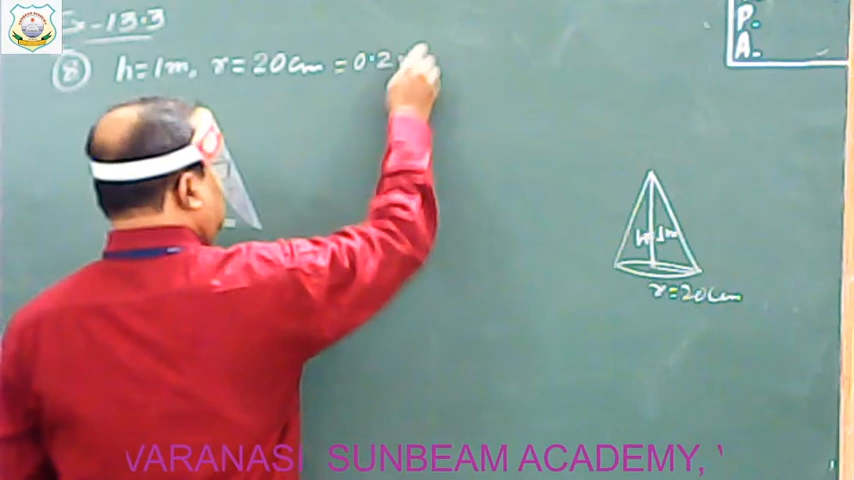 Ex-13.3
⑧ h=1m, r=20cm =0.2
P.
A.
h=1m
r=20cm
VARANASI SUNBEAM ACADEMY, V